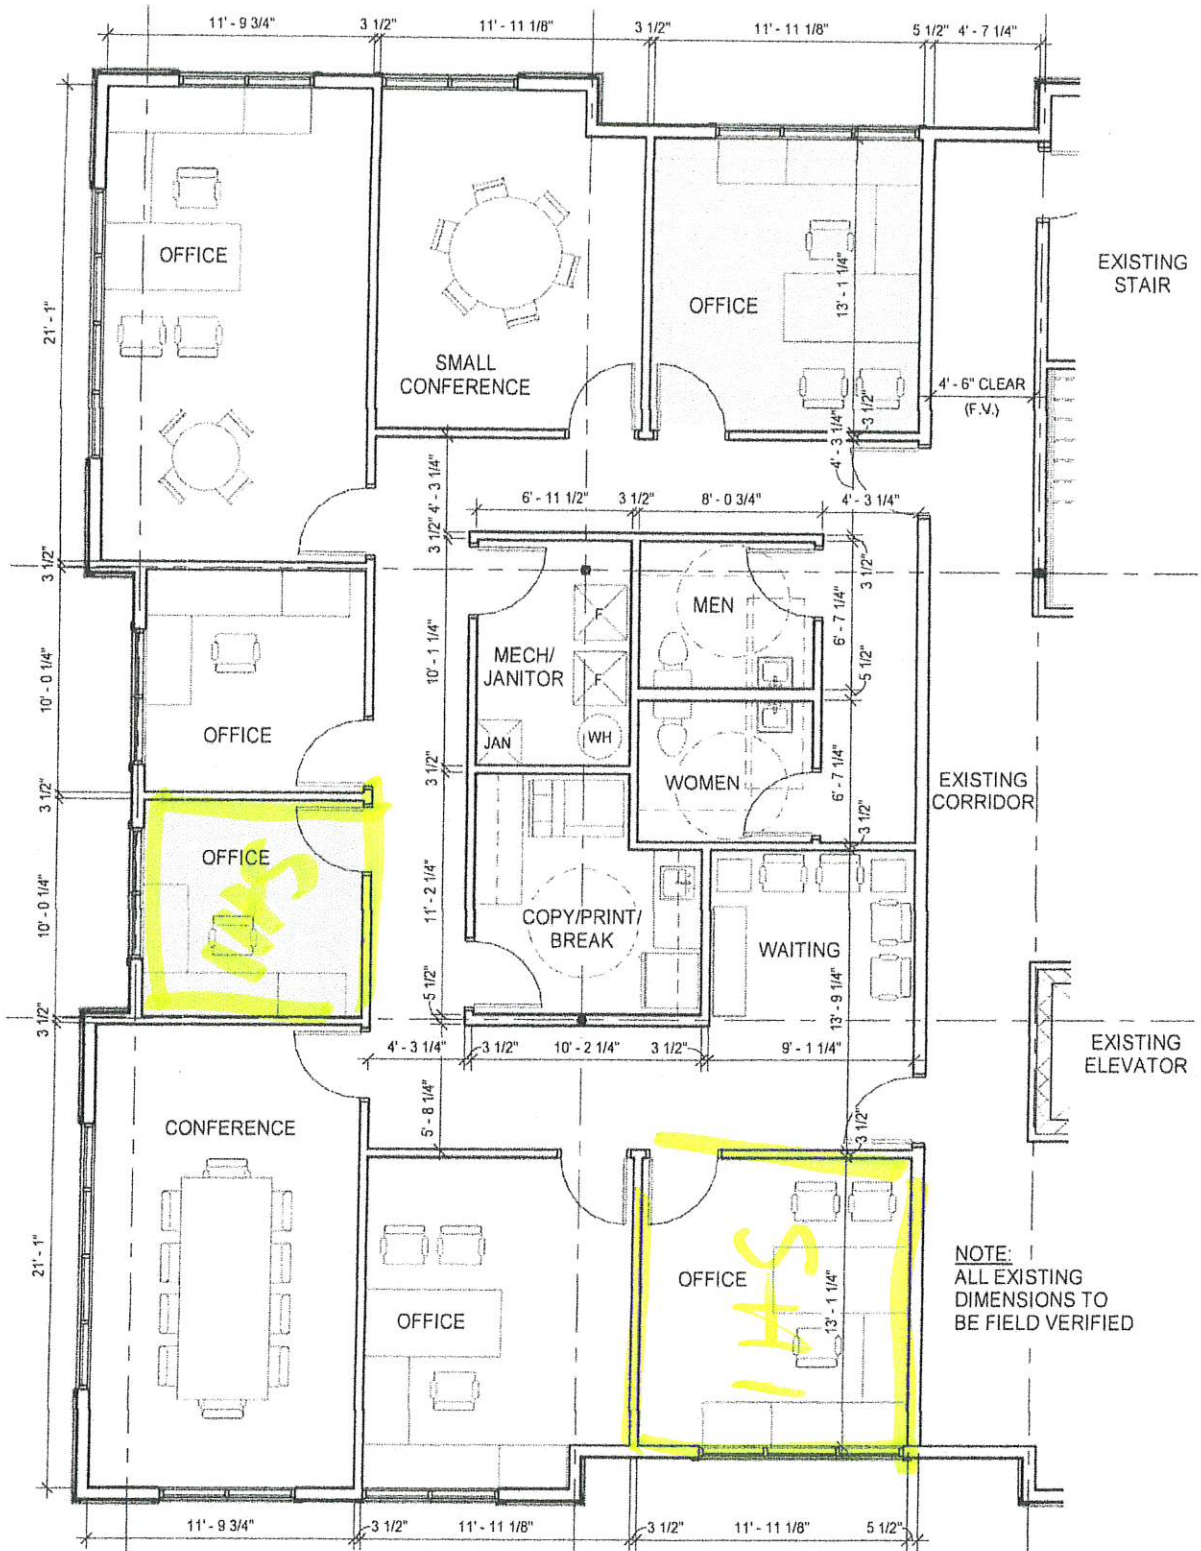 11' - 9 3/4"
3 1/2"
11' - 11 1/8"
3 1/2"
11' - 11 1/8"
5 1/2"
4' - 7 1/4"
21' - 1"
OFFICE
SMALL
CONFERENCE
OFFICE
13' - 1 1/4"
EXISTING
STAIR
4' - 6" CLEAR
(F.V.)
3 1/2"
4' - 3 1/4"
4' - 3 1/4"
3 1/2"
6' - 11 1/2"
3 1/2"
8' - 0 3/4"
4' - 3 1/4"
3 1/2"
3 1/2"
MECH/
JANITOR
F
F
JAN
WH
MEN
6' - 7 1/4"
5 1/2"
10' - 0 1/4"
OFFICE
10' - 1 1/4"
3 1/2"
3 1/2"
WOMEN
6' - 7 1/4"
3 1/2"
EXISTING
CORRIDOR
OFFICE
10' - 0 1/4"
3 1/2"
11' - 2 1/4"
5 1/2"
COPY/PRINT/
BREAK
WAITING
13' - 9 1/4"
EXISTING
ELEVATOR
4' - 3 1/4"
3 1/2"
10' - 2 1/4"
3 1/2"
9' - 1 1/4"
5' - 8 1/4"
3 1/2"
CONFERENCE
21' - 1"
OFFICE
OFFICE
145
13' - 1 1/4"
NOTE:
ALL EXISTING
DIMENSIONS TO
BE FIELD VERIFIED
11' - 9 3/4"
3 1/2"
11' - 11 1/8"
3 1/2"
11' - 11 1/8"
5 1/2"